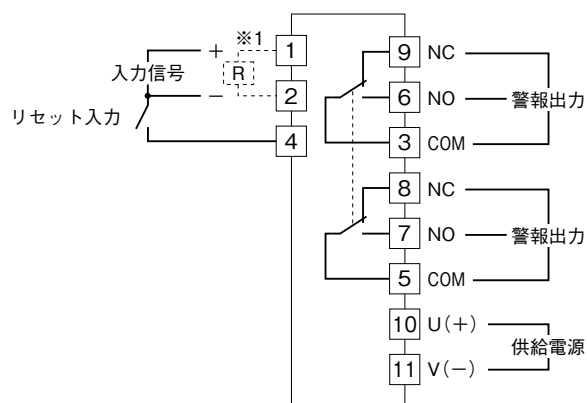 ※1
+
1
入力信号
R
−
2
リセット入力
4
9 NC
6 NO 警報出力
3 COM
8 NC
7 NO 警報出力
5 COM
10 U(+)
供給電源
11 V(−)